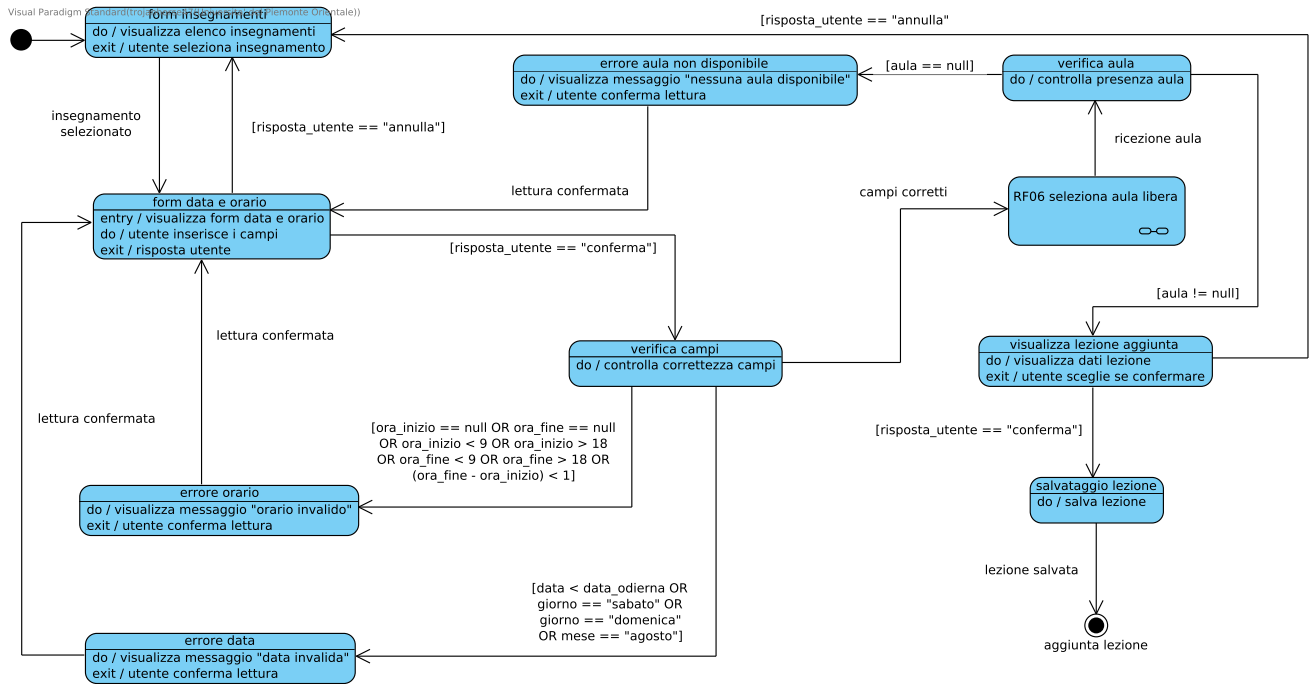 Visual Paradigm Standard(
Piemonte Orientale))
form insegnamenti
do / visualizza elenco insegnamenti
exit / utente seleziona insegnamento
[risposta_utente == "annulla"
errore aula non disponibile
do / visualizza messaggio "nessuna aula disponibile"
exit / utente conferma lettura
[aula == null]
verifica aula
do / controlla presenza aula
insegnamento
selezionato
[risposta_utente == "annulla"]
ricezione aula
lettura confermata
campi corretti
RF06 seleziona aula libera
form data e orario
entry / visualizza form data e orario
do / utente inserisce i campi
exit / risposta utente
[risposta_utente == "conferma"]
[aula != null]
lettura confermata
verifica campi
do / controlla correttezza campi
visualizza lezione aggiunta
do / visualizza dati lezione
exit / utente sceglie se confermare
lettura confermata
[ora_inizio == null OR ora_fine == null
OR ora_inizio < 9 OR ora_inizio > 18
OR ora_fine < 9 OR ora_fine > 18 OR
(ora_fine - ora_inizio) < 1]
[risposta_utente == "conferma"]
errore orario
do / visualizza messaggio "orario invalido"
exit / utente conferma lettura
salvataggio lezione
do / salva lezione
lezione salvata
[data < data_odierna OR
giorno == "sabato" OR
giorno == "domenica"
OR mese == "agosto"]
errore data
do / visualizza messaggio "data invalida"
exit / utente conferma lettura
aggiunta lezione